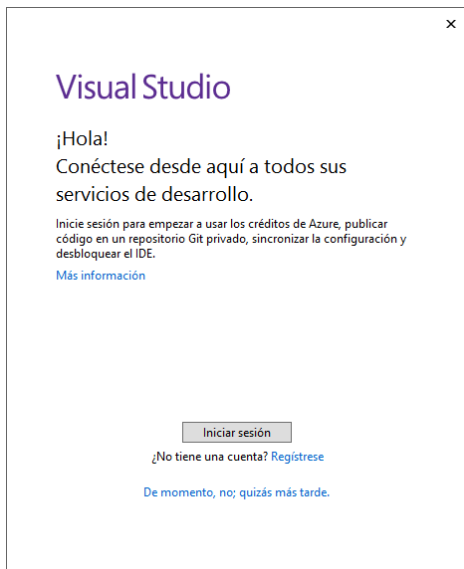 Visual Studio
¡Hola!
Conéctese desde aquí a todos sus
servicios de desarrollo.
Inicie sesión para empezar a usar los créditos de Azure, publicar
código en un repositorio Git privado, sincronizar la configuración y
desbloquear el IDE.
Más información
Iniciar sesión
¿No tiene una cuenta? Regístrese
De momento, no; quizás más tarde.